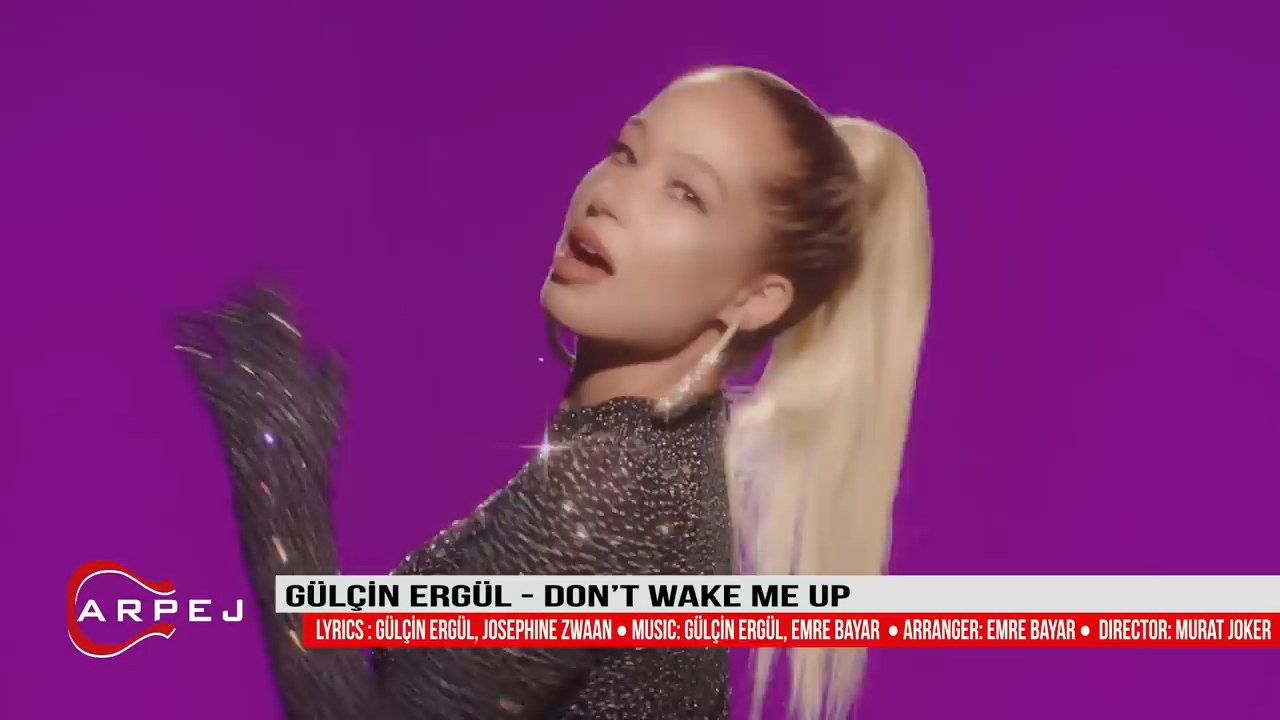 GÜLÇİN ERGÜL - DON'T WAKE ME UP
ARPEJ
LYRICS : GÜLÇİN ERGÜL, JOSEPHINE ZWAAN • MUSIC: GÜLÇİN ERGÜL, EMRE BAYAR • ARRANGER: EMRE BAYAR • DIRECTOR: MURAT JOKER